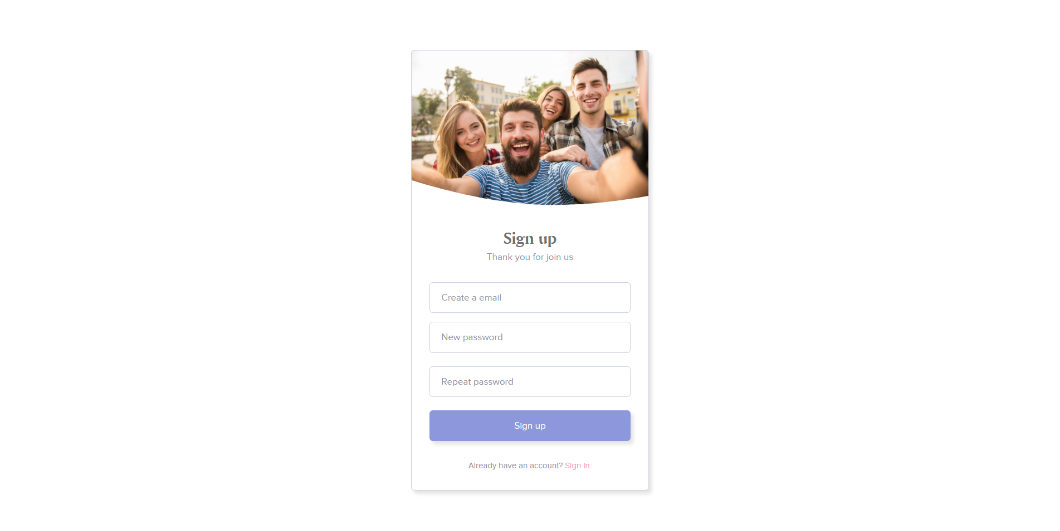 Sign up
Thank you for join us
Create a email
New password
Repeat password
Sign up
Already have an account? Sign In